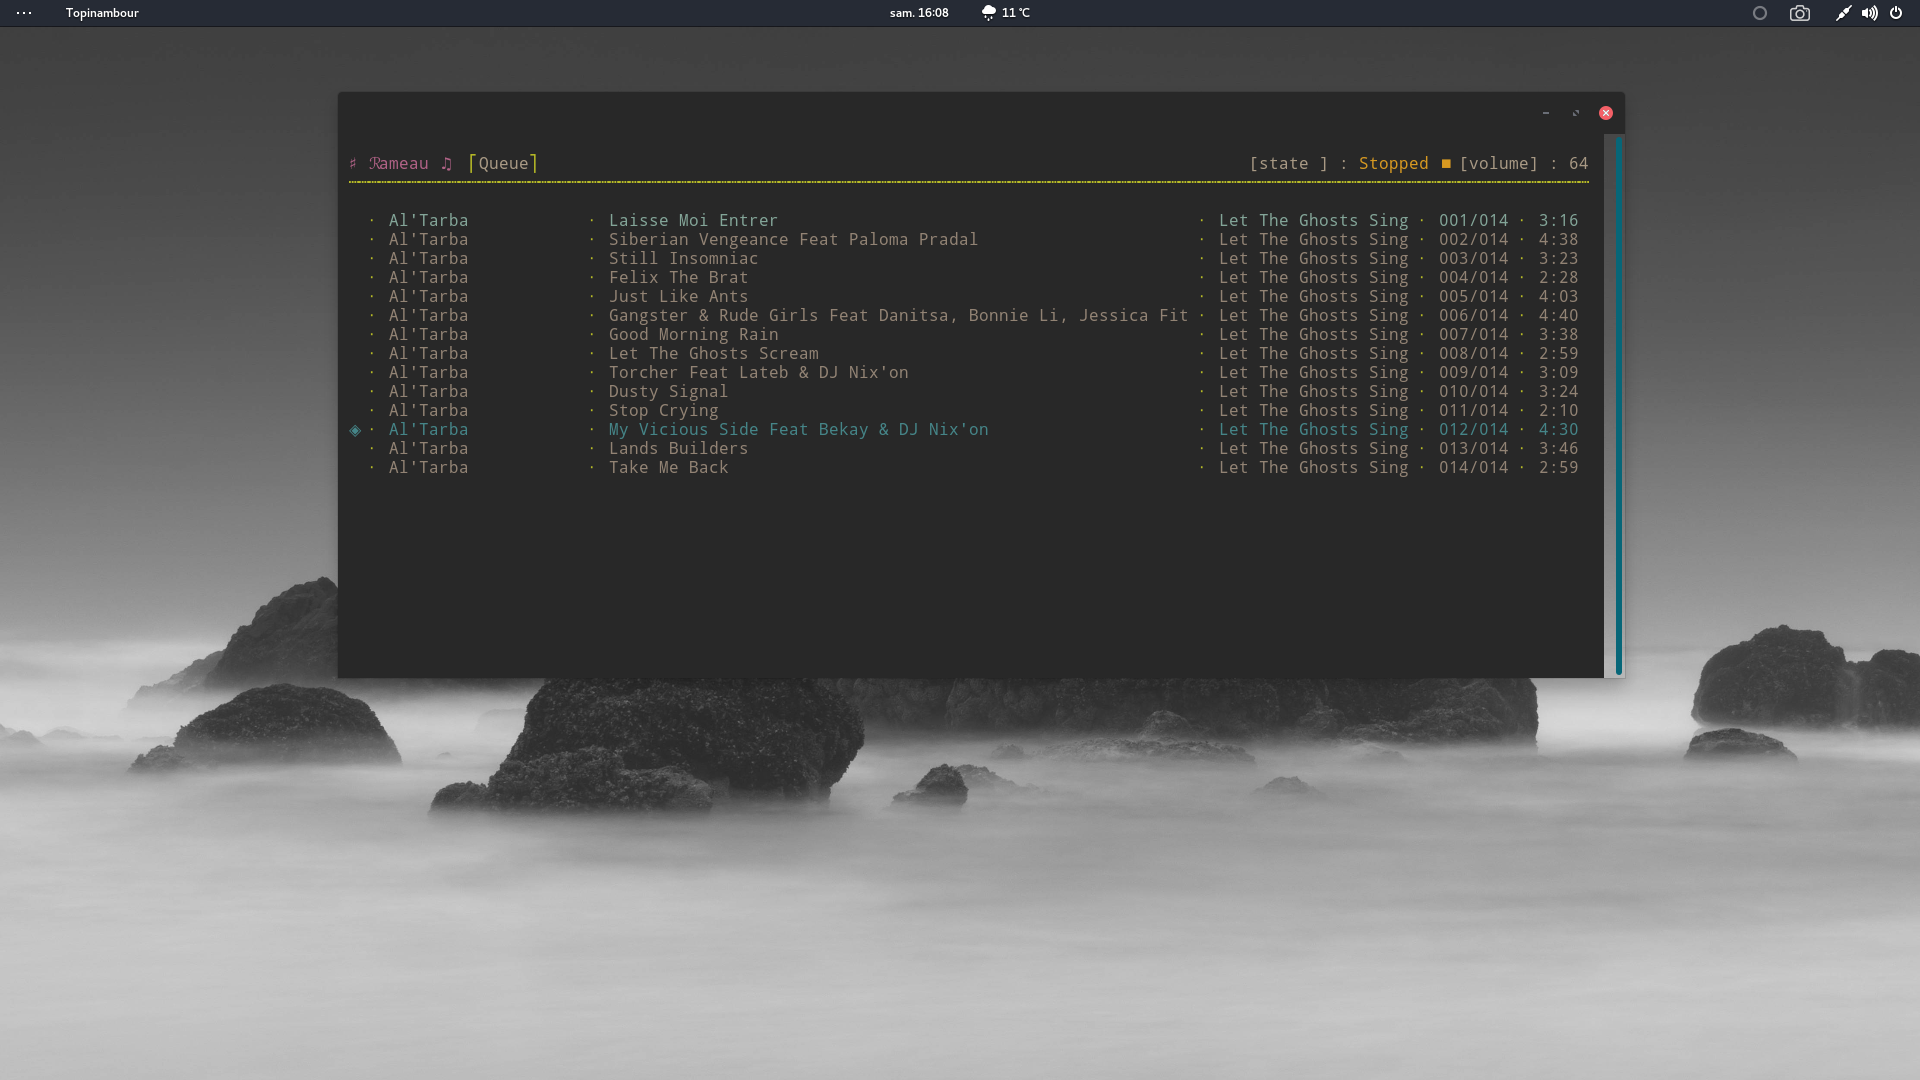 Topinambour sam. 16:08 11 °C
♯ ℛameau ♫ ⎡Queue⎤ [state ] : Stopped ■ [volume] : 64
· Al'Tarba · Laisse Moi Entrer · Let The Ghosts Sing · 001/014 · 3:16
· Al'Tarba · Siberian Vengeance Feat Paloma Pradal · Let The Ghosts Sing · 002/014 · 4:38
· Al'Tarba · Still Insomniac · Let The Ghosts Sing · 003/014 · 3:23
· Al'Tarba · Felix The Brat · Let The Ghosts Sing · 004/014 · 2:28
· Al'Tarba · Just Like Ants · Let The Ghosts Sing · 005/014 · 4:03
· Al'Tarba · Gangster & Rude Girls Feat Danitsa, Bonnie Li, Jessica Fit · Let The Ghosts Sing · 006/014 · 4:40
· Al'Tarba · Good Morning Rain · Let The Ghosts Sing · 007/014 · 3:38
· Al'Tarba · Let The Ghosts Scream · Let The Ghosts Sing · 008/014 · 2:59
· Al'Tarba · Torcher Feat Lateb & DJ Nix'on · Let The Ghosts Sing · 009/014 · 3:09
· Al'Tarba · Dusty Signal · Let The Ghosts Sing · 010/014 · 3:24
· Al'Tarba · Stop Crying · Let The Ghosts Sing · 011/014 · 2:10
◈ · Al'Tarba · My Vicious Side Feat Bekay & DJ Nix'on · Let The Ghosts Sing · 012/014 · 4:30
· Al'Tarba · Lands Builders · Let The Ghosts Sing · 013/014 · 3:46
· Al'Tarba · Take Me Back · Let The Ghosts Sing · 014/014 · 2:59